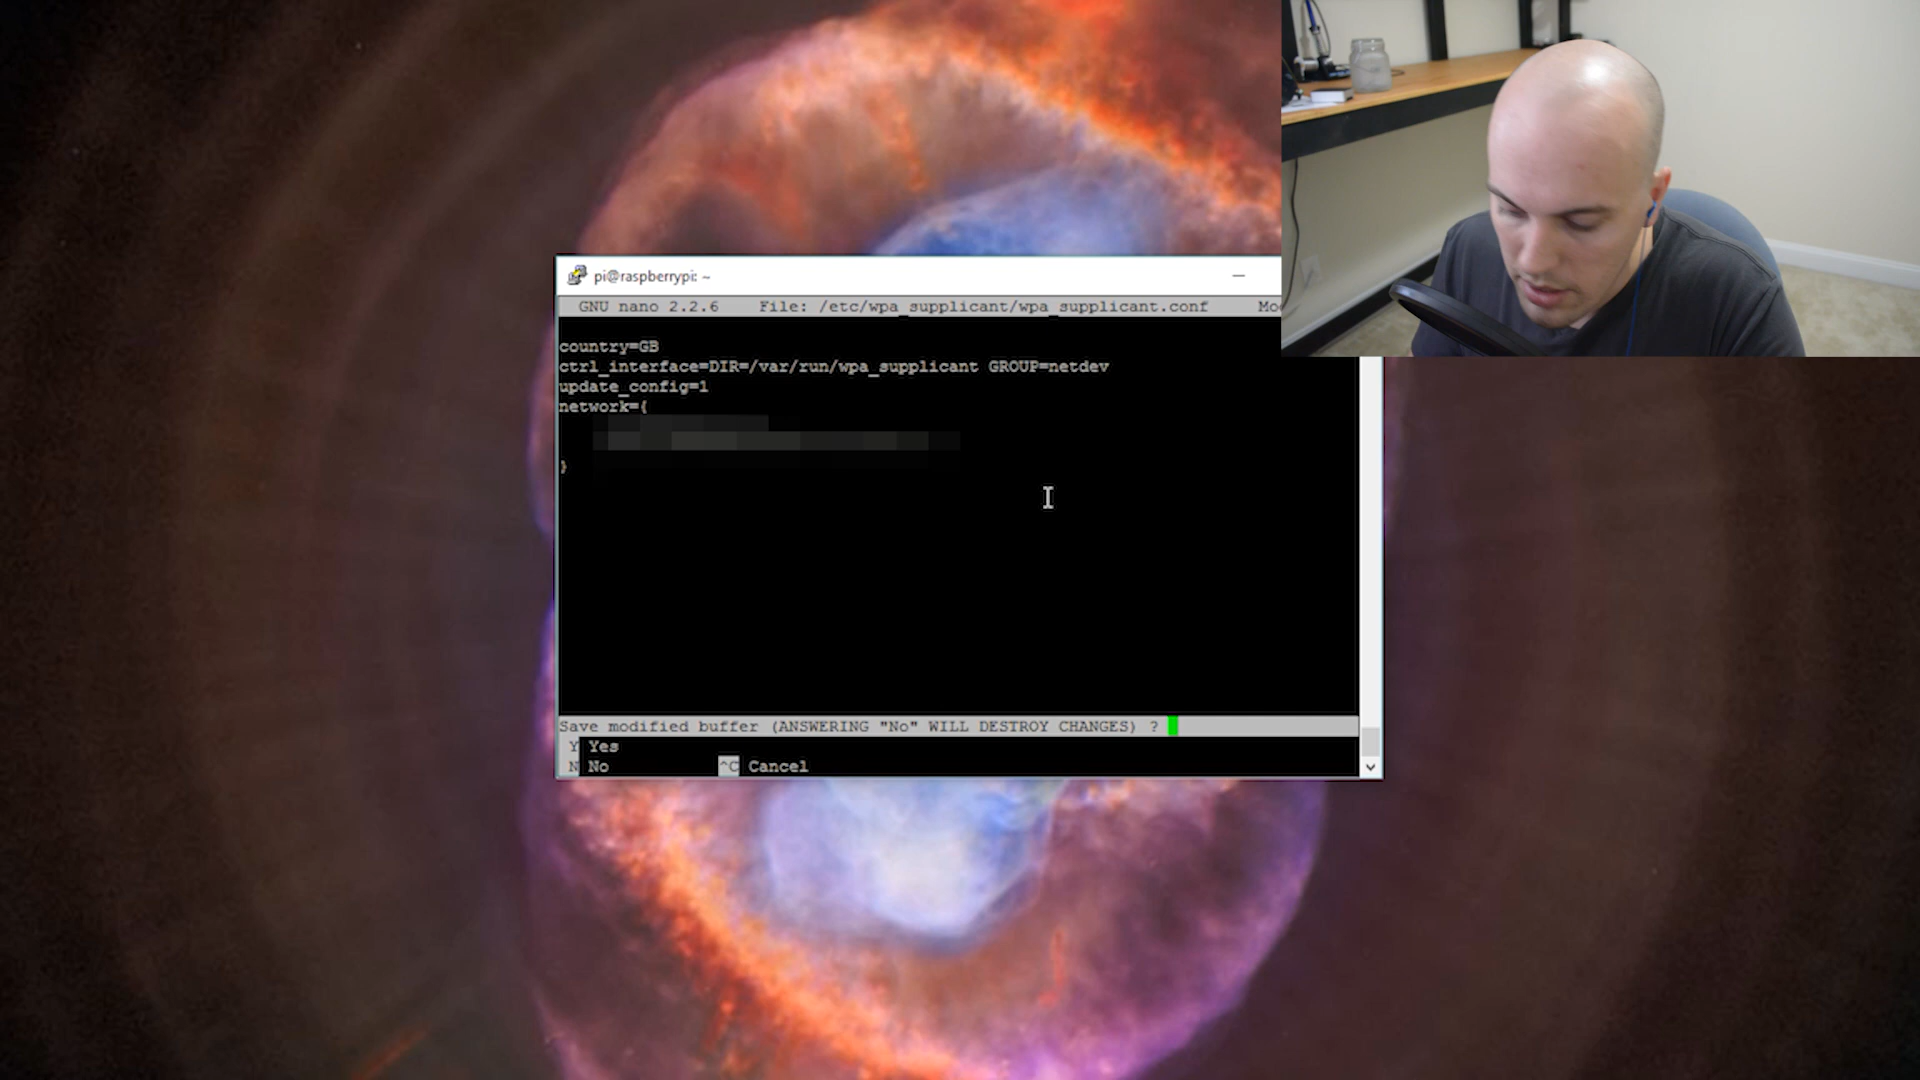 pi@raspberrypi: ~
GNU nano 2.2.6 File: /etc/wpa_supplicant/wpa_supplicant.conf
country=GB
ctrl_interface=DIR=/var/run/wpa_supplicant GROUP=netdev
update_config=1
network={
}
Save modified buffer (ANSWERING "No" WILL DESTROY CHANGES) ?
Y Yes
N No ^C Cancel